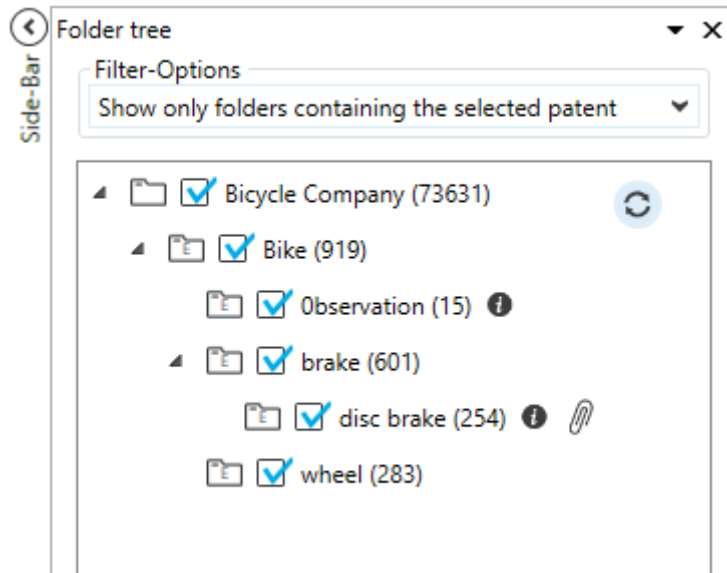 Folder tree
Side-Bar
Filter-Options
Show only folders containing the selected patent
Bicycle Company (73631)
E Bike (919)
E 0bservation (15) i
E brake (601)
E disc brake (254) i
E wheel (283)